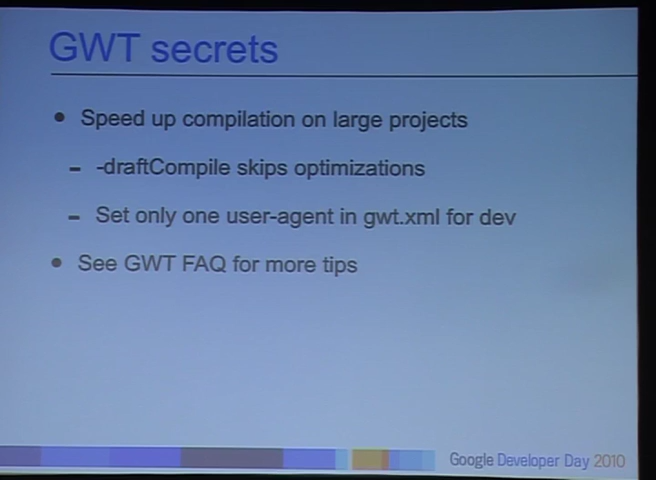 GWT secrets
• Speed up compilation on large projects
– -draftCompile skips optimizations
– Set only one user-agent in gwt.xml for dev
• See GWT FAQ for more tips
Google Developer Day 2010